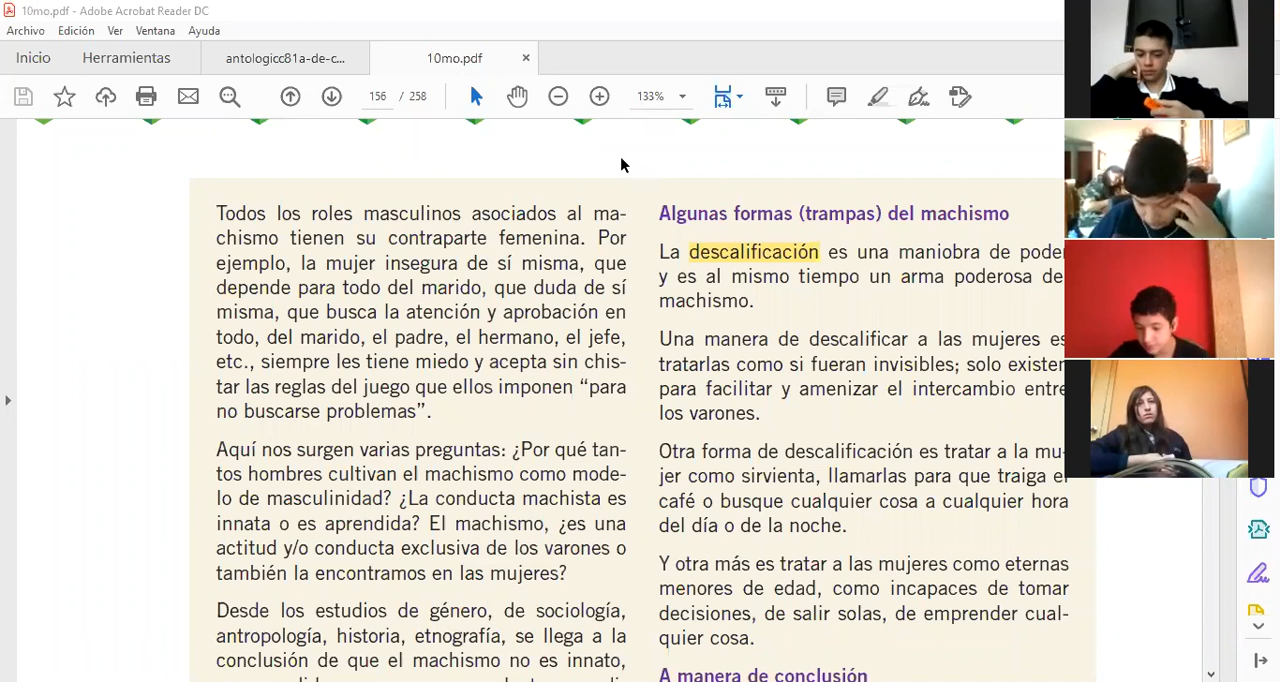 10mo.pdf - Adobe Acrobat Reader DC
Archivo Edición Ver Ventana Ayuda
Inicio Herramientas antologicc81a-de-c... 10mo.pdf ×
156 / 258 133%
Todos los roles masculinos asociados al ma-
chismo tienen su contraparte femenina. Por
ejemplo, la mujer insegura de sí misma, que
depende para todo del marido, que duda de sí
misma, que busca la atención y aprobación en
todo, del marido, el padre, el hermano, el jefe,
etc., siempre les tiene miedo y acepta sin chis-
tar las reglas del juego que ellos imponen “para
no buscarse problemas”.
Aquí nos surgen varias preguntas: ¿Por qué tan-
tos hombres cultivan el machismo como mode-
lo de masculinidad? ¿La conducta machista es
innata o es aprendida? El machismo, ¿es una
actitud y/o conducta exclusiva de los varones o
también la encontramos en las mujeres?
Desde los estudios de género, de sociología,
antropología, historia, etnografía, se llega a la
conclusión de que el machismo no es innato,
Algunas formas (trampas) del machismo
La descalificación es una maniobra de poder
y es al mismo tiempo un arma poderosa de
machismo.
Una manera de descalificar a las mujeres es
tratarlas como si fueran invisibles; solo existen
para facilitar y amenizar el intercambio entre
los varones.
Otra forma de descalificación es tratar a la mu-
jer como sirvienta, llamarlas para que traiga el
café o busque cualquier cosa a cualquier hora
del día o de la noche.
Y otra más es tratar a las mujeres como eternas
menores de edad, como incapaces de tomar
decisiones, de salir solas, de emprender cual-
quier cosa.
A manera de conclusión